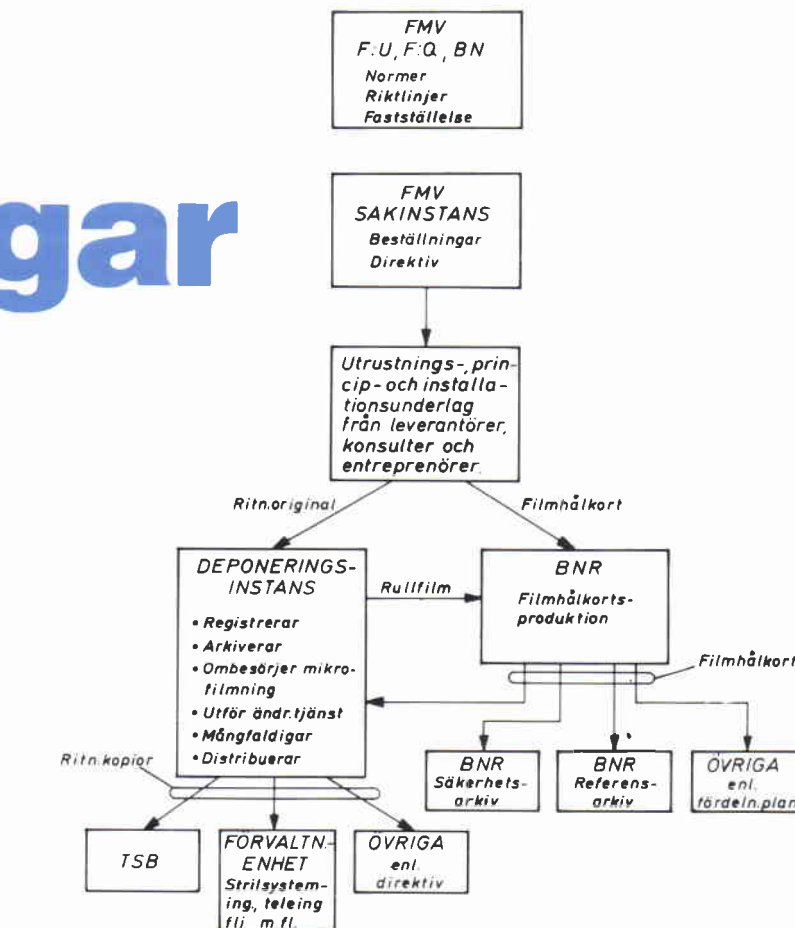 FMV
F:U, F:Q, BN
Normer
Riktlinjer
Fastställelse
gar
FMV
SAKINSTANS
Beställningar
Direktiv
Utrustnings-, prin-
cip- och installa-
tionsunderlag
från leverantörer,
konsulter och
entreprenörer.
Ritn.original
Filmhålkort
DEPONERINGS-
INSTANS
• Registrerar
• Arkiverar
• Ombesörjer mikro-
filmning
• Utför ändr.tjänst
• Mångfaldigar
• Distribuerar
Rullfilm
BNR
Filmhålkorts-
produktion
Filmhålkort
Ritn.kopior
BNR
Säkerhets-
arkiv
BNR
Referens-
arkiv
ÖVRIGA
enl.
fördeln.plan
TSB
FÖRVALTN.-
ENHET
Strilsystem-
ing., teleing
flj m.fl.
ÖVRIGA
enl.
direktiv